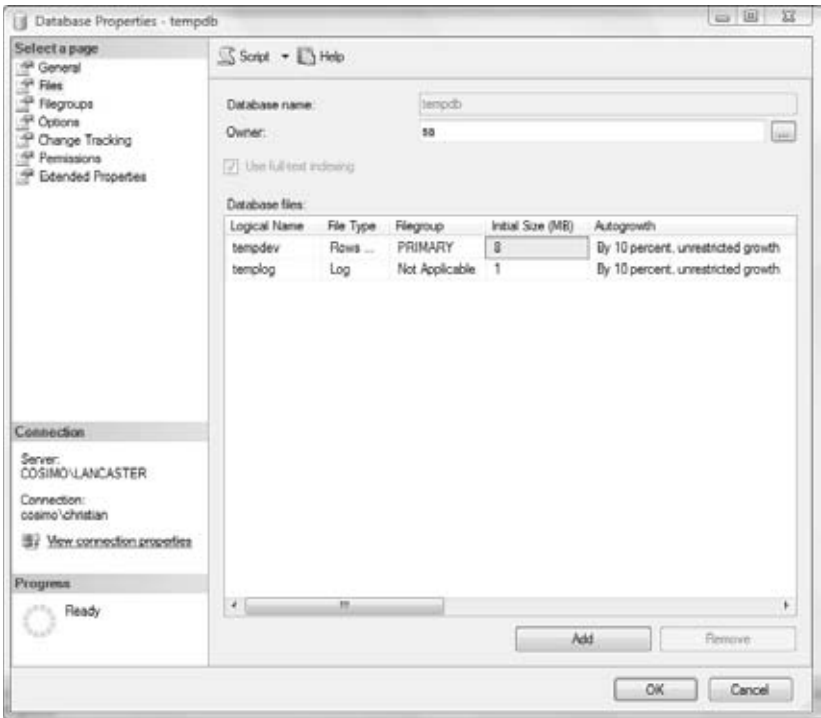 Database Properties - tempdb
Select a page
General
Files
Filegroups
Options
Change Tracking
Permissions
Extended Properties
Script
Help
Database name:
tempdb
Owner:
sa
...
Use full-text indexing
Database files:
Logical Name File Type Filegroup Initial Size (MB) Autogrowth
tempdev Rows ... PRIMARY 8 By 10 percent, unrestricted growth
templog Log Not Applicable 1 By 10 percent, unrestricted growth
Connection
Server:
COSIMO\LANCASTER
Connection:
cosimo\christian
View connection properties
Progress
Ready
Add
Remove
OK
Cancel